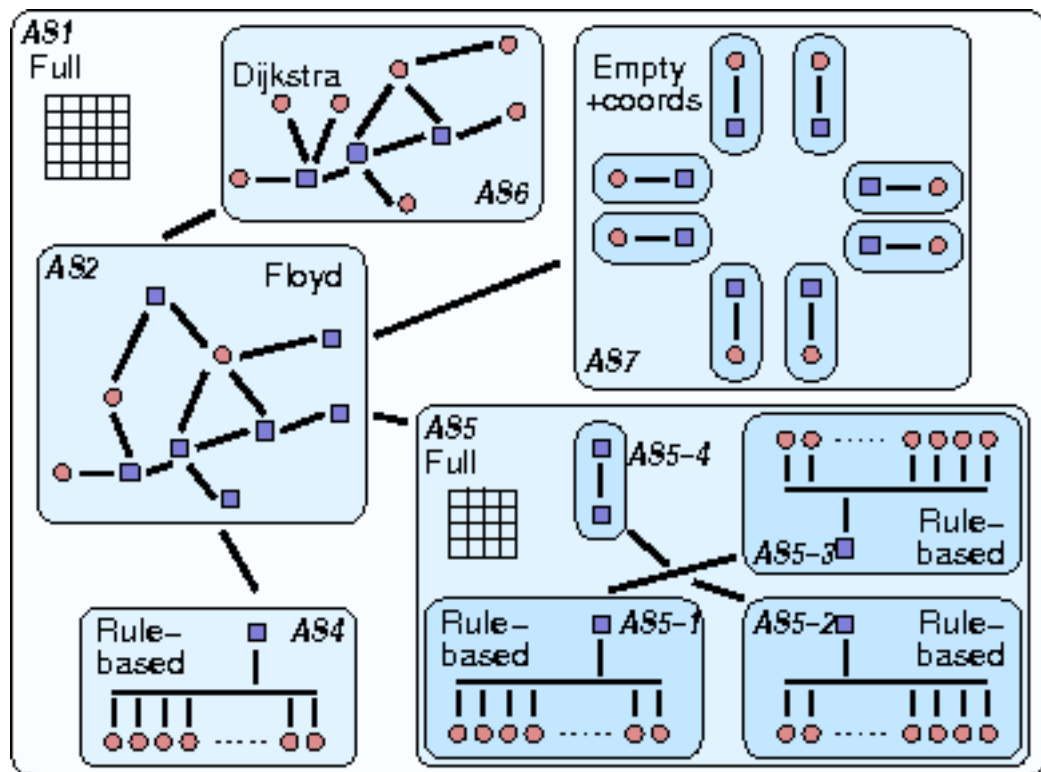 AS1
Full
Dijkstra
AS6
Empty
+coords
AS7
AS2
Floyd
AS5
Full
AS5-4
AS5-3
Rule-
based
Rule-
based
AS4
Rule-
based
AS5-1
AS5-2
Rule-
based